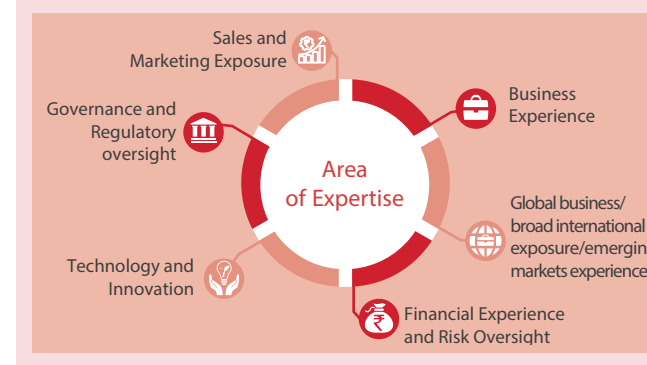 Sales and
Marketing Exposure
Governance and
Regulatory
oversight
Business
Experience
Area
of Expertise
Global business/
broad international
exposure/emergin
markets experience
Technology and
Innovation
₹
Financial Experience
and Risk Oversight